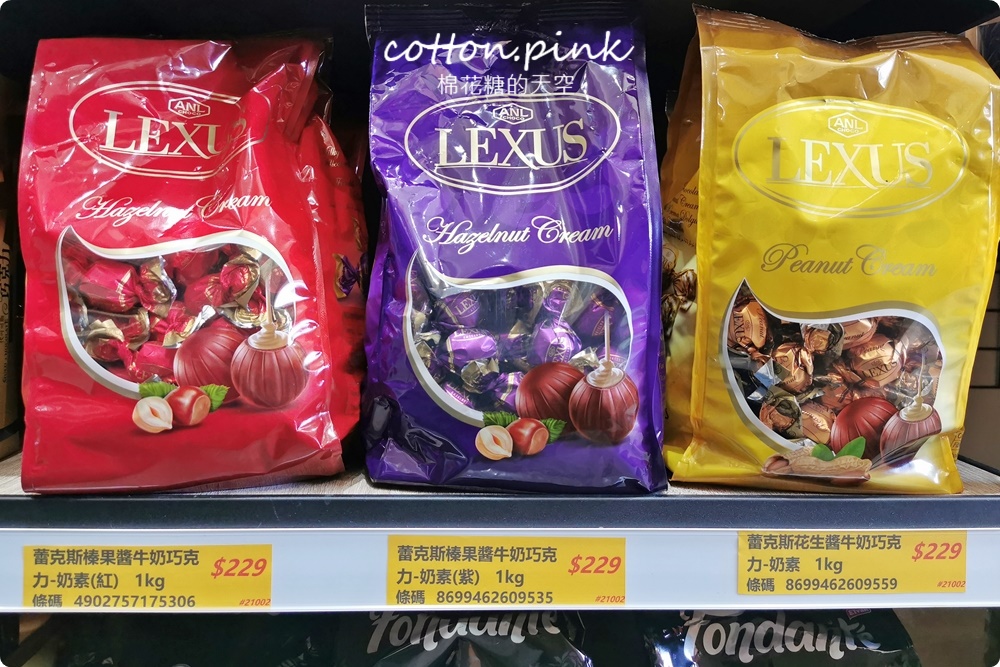 cotton.pink
棉花糖的天空
ANL
CHOCO
LEXU
Hazelnut Cream
ANL
CHOCO
LEXUS
Hazelnut Cream
ANL
CHOCO
LEXUS
Peanut Cream
LEXUS
蕾克斯榛果醬牛奶巧克
力-奶素(紅) 1kg
$229
條碼 4902757175306
#21002
蕾克斯榛果醬牛奶巧克
力-奶素(紫) 1kg
$229
條碼 8699462609535
#21002
蕾克斯花生醬牛奶巧克
力-奶素 1kg
$229
條碼 8699462609559
#21002
Fondante
Fondante